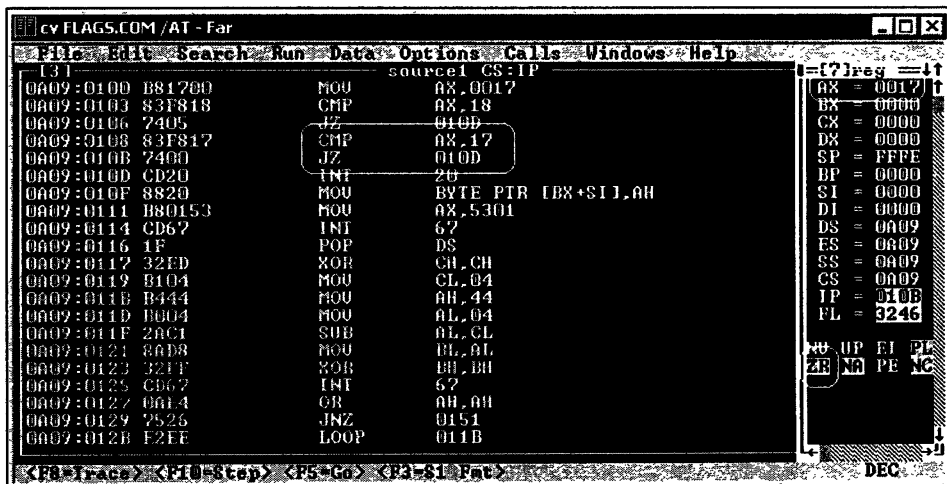 cv FLAGS.COM /AT - Far
File Edit Search Run Data Options Calls Windows Help
[3] source1 CS:IP [7]reg
0A09:0100 B81700 MOV AX,0017
0A09:0103 83F818 CMP AX,18
0A09:0106 7405 JZ 010D
0A09:0108 83F817 CMP AX,17
0A09:010B 7400 JZ 010D
0A09:010D CD20 INT 20
0A09:010F 8820 MOV BYTE PTR [BX+SI],AH
0A09:0111 B80153 MOV AX,5301
0A09:0114 CD67 INT 67
0A09:0116 1F POP DS
0A09:0117 32ED XOR CH,CH
0A09:0119 B104 MOV CL,04
0A09:011B B444 MOV AH,44
0A09:011D B004 MOV AL,04
0A09:011F 2AC1 SUB AL,CL
0A09:0121 8AD8 MOV BL,AL
0A09:0123 32FF XOR BH,BH
0A09:0125 CD67 INT 67
0A09:0127 0AE4 OR AH,AH
0A09:0129 7526 JNZ 0151
0A09:012B E2EE LOOP 011B
AX = 0017
BX = 0000
CX = 0000
DX = 0000
SP = FFFE
BP = 0000
SI = 0000
DI = 0000
DS = 0A09
ES = 0A09
SS = 0A09
CS = 0A09
IP = 010B
FL = 3246
NV UP EI PL
ZR NA PE NC
<F8=Trace> <F10=Step> <F5=Go> <F3=S1 Fmt> DEC